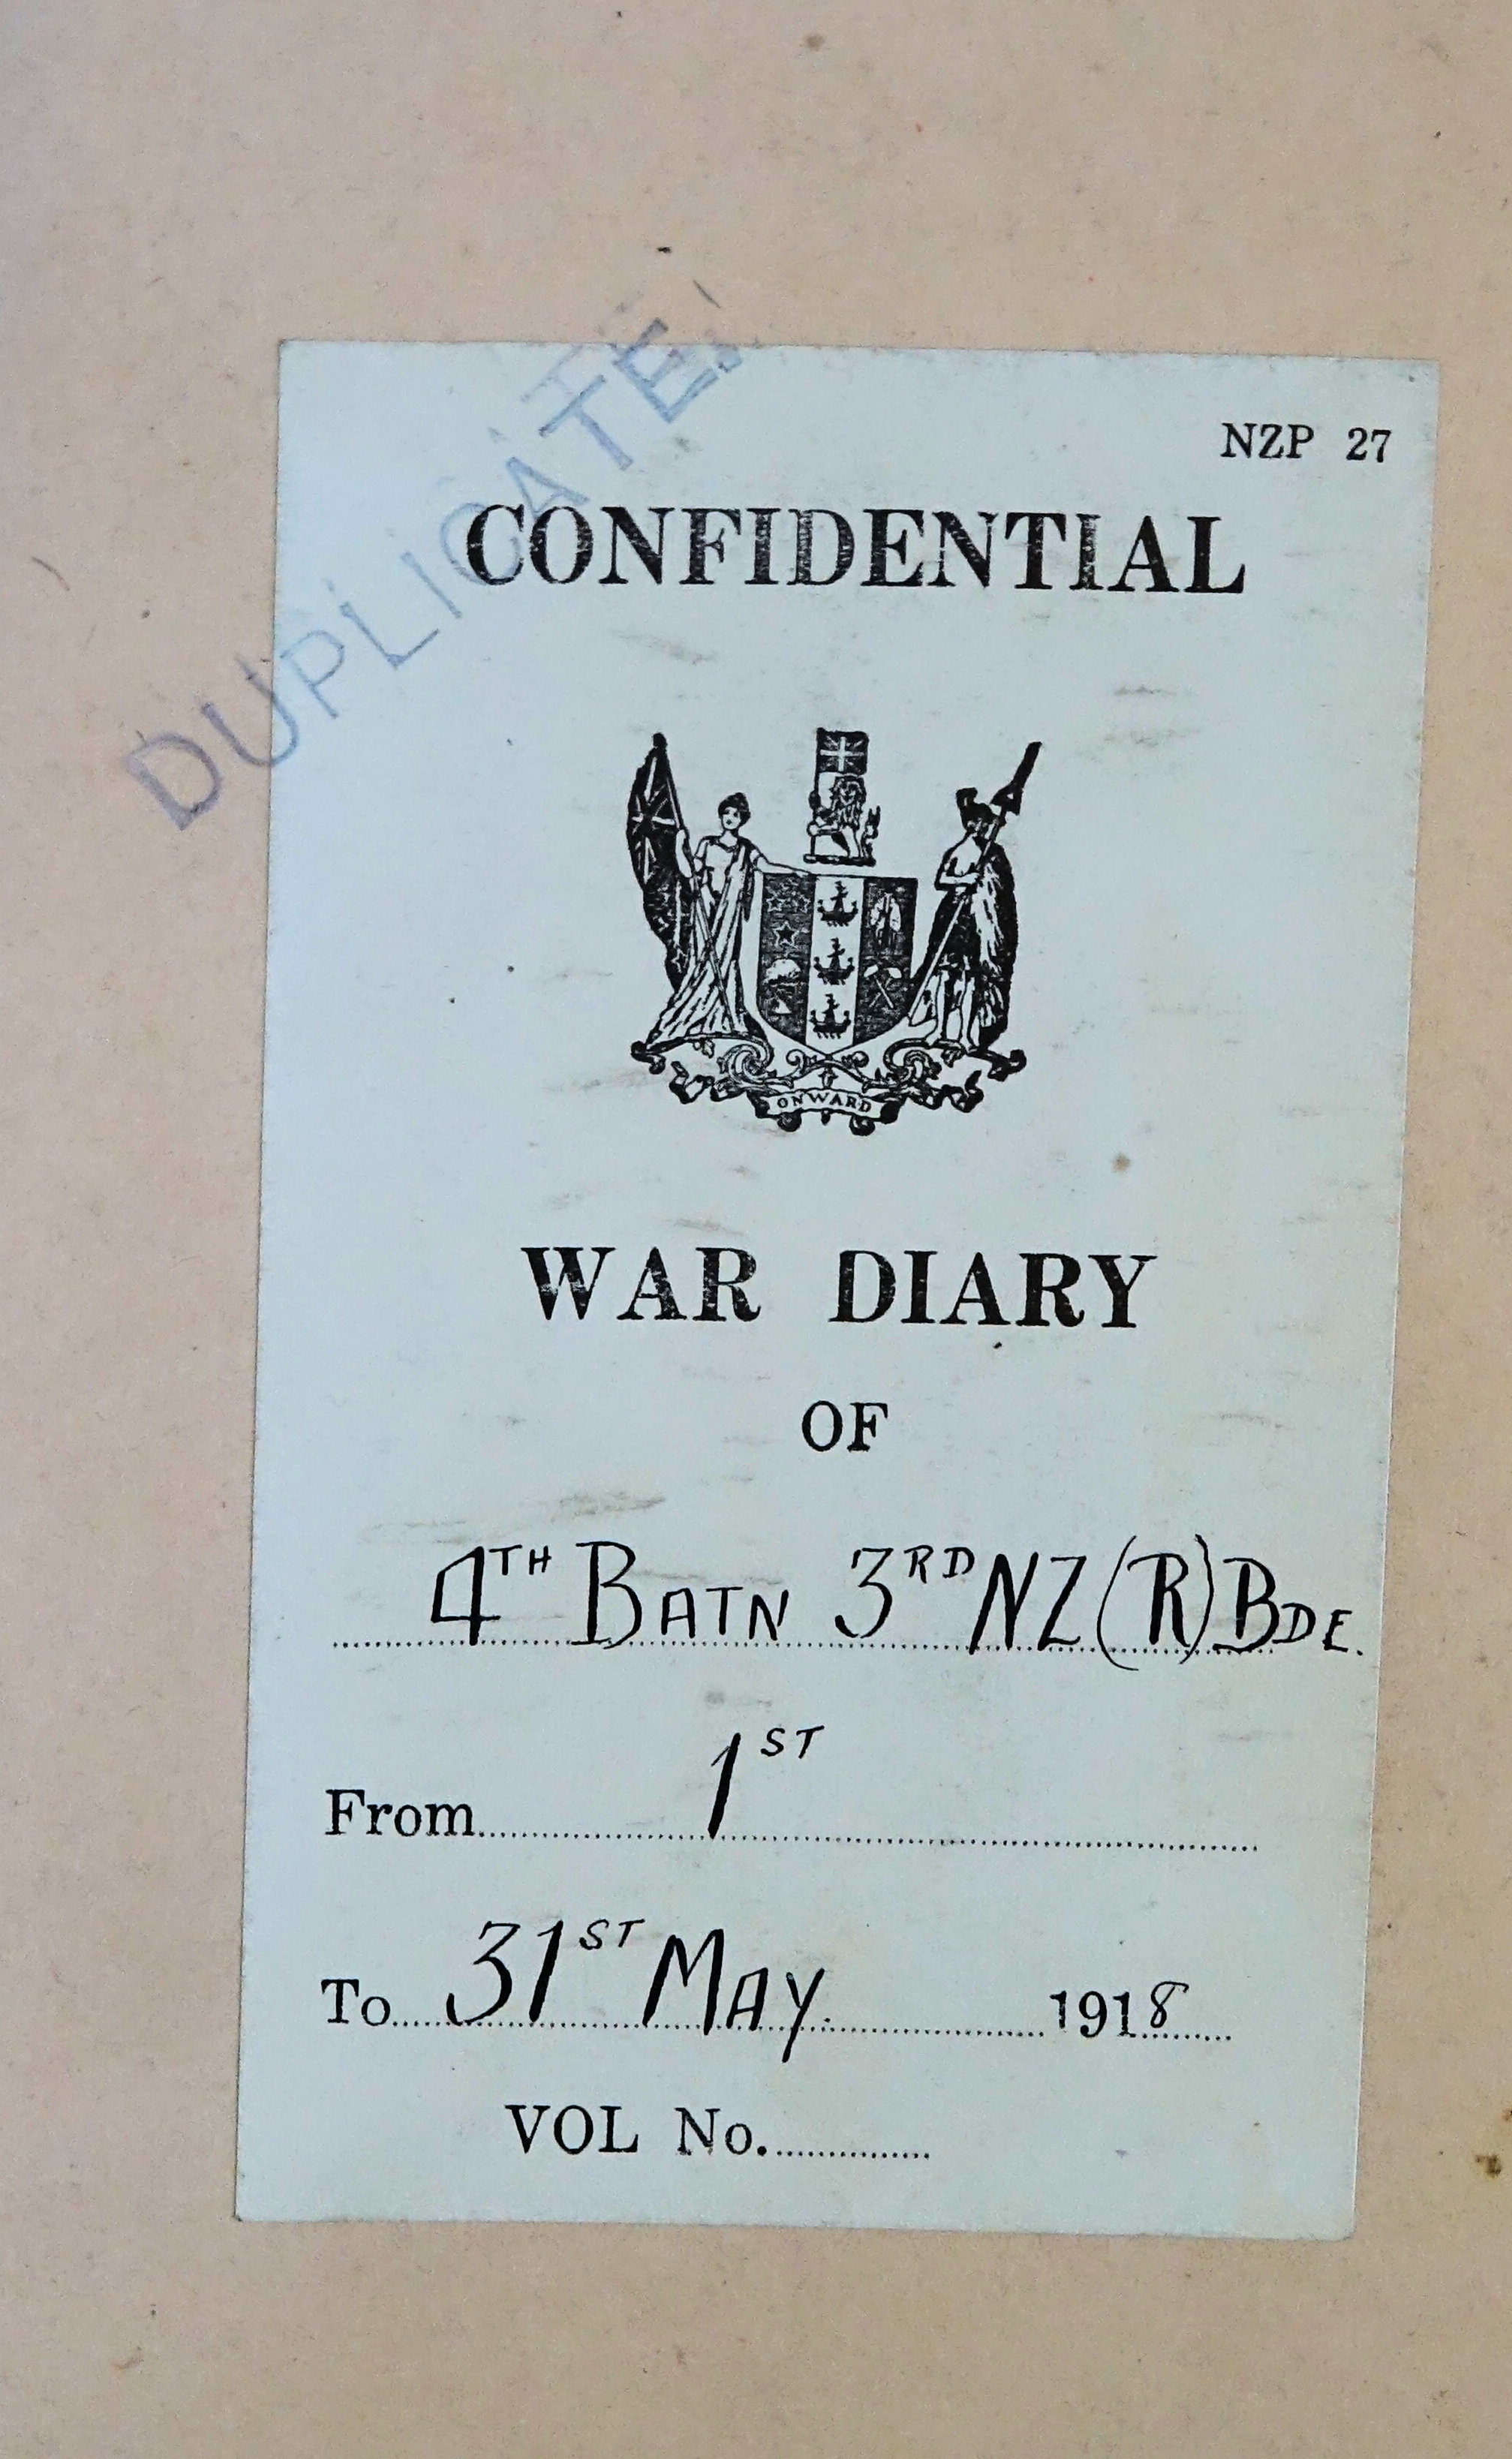 DUPLICATE.
NZP 27
CONFIDENTIAL
ONWARD
WAR DIARY
OF
4TH BATN 3RD NZ(R)BDE.
From 1ST
To 31ST MAY 1918
VOL No.